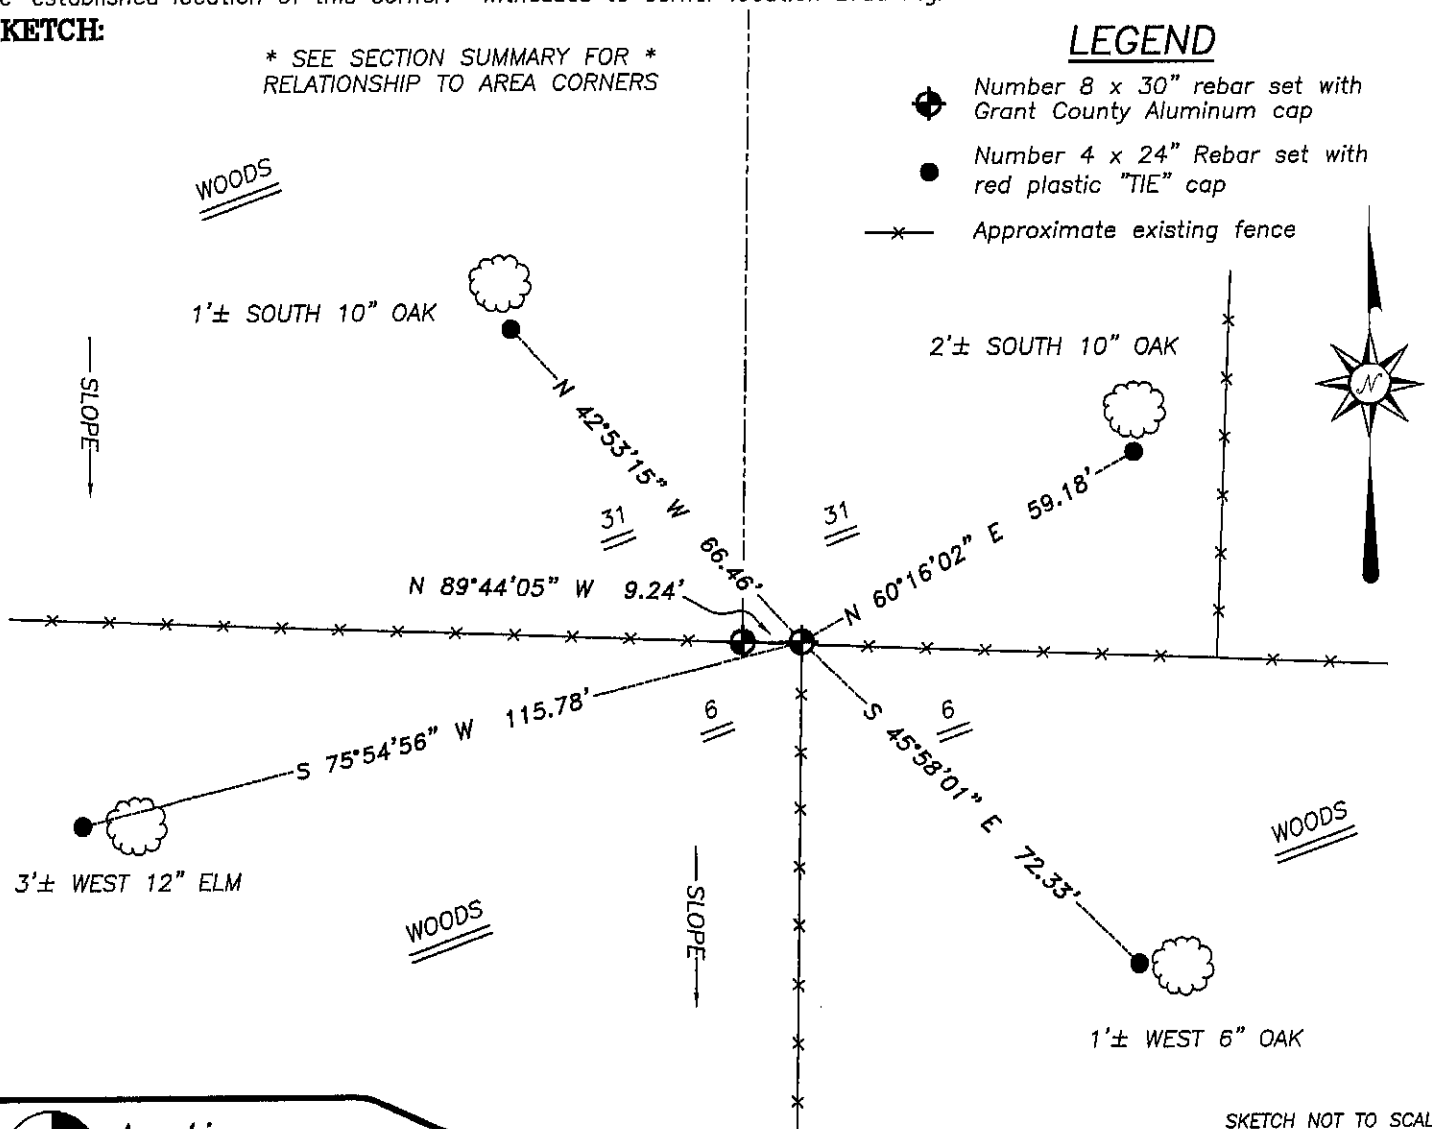 KETCH:
* SEE SECTION SUMMARY FOR *
RELATIONSHIP TO AREA CORNERS
LEGEND
Number 8 x 30" rebar set with
Grant County Aluminum cap
Number 4 x 24" Rebar set with
red plastic "TIE" cap
Approximate existing fence
WOODS
1'± SOUTH 10" OAK
2'± SOUTH 10" OAK
N
SLOPE
N 42°53'15" W 66.46'
N 60°16'02" E 59.18'
31
31
N 89°44'05" W 9.24'
6
6
S 75°54'56" W 115.78'
S 45°58'01" E 72.33'
3'± WEST 12" ELM
WOODS
SLOPE
WOODS
1'± WEST 6" OAK
SKETCH NOT TO SCAL